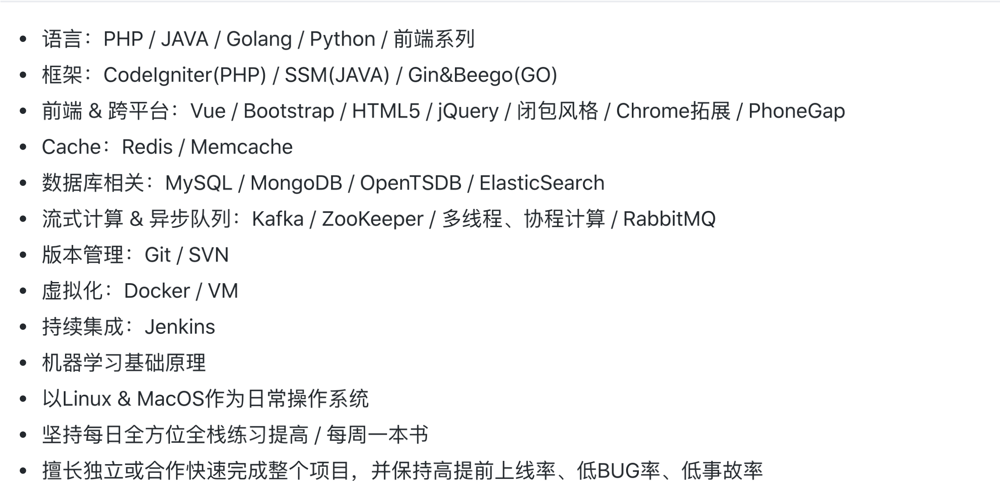 • 语言：PHP / JAVA / Golang / Python / 前端系列
• 框架：CodeIgniter(PHP) / SSM(JAVA) / Gin&Beego(GO)
• 前端 & 跨平台：Vue / Bootstrap / HTML5 / jQuery / 闭包风格 / Chrome拓展 / PhoneGap
• Cache：Redis / Memcache
• 数据库相关：MySQL / MongoDB / OpenTSDB / ElasticSearch
• 流式计算 & 异步队列：Kafka / ZooKeeper / 多线程、协程计算 / RabbitMQ
• 版本管理：Git / SVN
• 虚拟化：Docker / VM
• 持续集成：Jenkins
• 机器学习基础原理
• 以Linux & MacOS作为日常操作系统
• 坚持每日全方位全栈练习提高 / 每周一本书
• 擅长独立或合作快速完成整个项目，并保持高提前上线率、低BUG率、低事故率